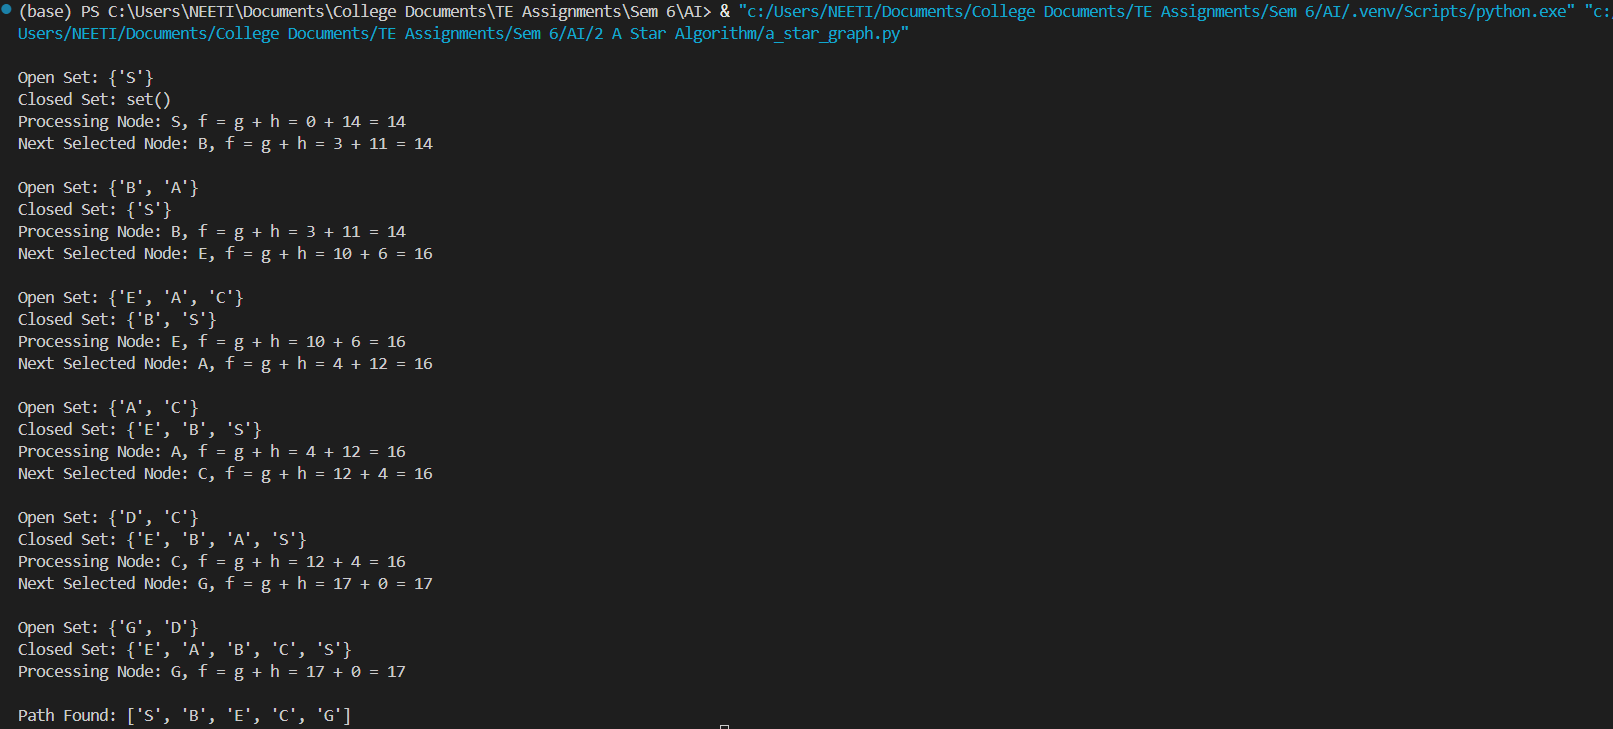 (base) PS C:\Users\NEETI\Documents\College Documents\TE Assignments\Sem 6\AI> & "c:/Users/NEETI/Documents/College Documents/TE Assignments/Sem 6/AI/.venv/Scripts/python.exe" "c:/
Users/NEETI/Documents/College Documents/TE Assignments/Sem 6/AI/2 A Star Algorithm/a_star_graph.py"
Open Set: {'S'}
Closed Set: set()
Processing Node: S, f = g + h = 0 + 14 = 14
Next Selected Node: B, f = g + h = 3 + 11 = 14
Open Set: {'B', 'A'}
Closed Set: {'S'}
Processing Node: B, f = g + h = 3 + 11 = 14
Next Selected Node: E, f = g + h = 10 + 6 = 16
Open Set: {'E', 'A', 'C'}
Closed Set: {'B', 'S'}
Processing Node: E, f = g + h = 10 + 6 = 16
Next Selected Node: A, f = g + h = 4 + 12 = 16
Open Set: {'A', 'C'}
Closed Set: {'E', 'B', 'S'}
Processing Node: A, f = g + h = 4 + 12 = 16
Next Selected Node: C, f = g + h = 12 + 4 = 16
Open Set: {'D', 'C'}
Closed Set: {'E', 'B', 'A', 'S'}
Processing Node: C, f = g + h = 12 + 4 = 16
Next Selected Node: G, f = g + h = 17 + 0 = 17
Open Set: {'G', 'D'}
Closed Set: {'E', 'A', 'B', 'C', 'S'}
Processing Node: G, f = g + h = 17 + 0 = 17
Path Found: ['S', 'B', 'E', 'C', 'G']